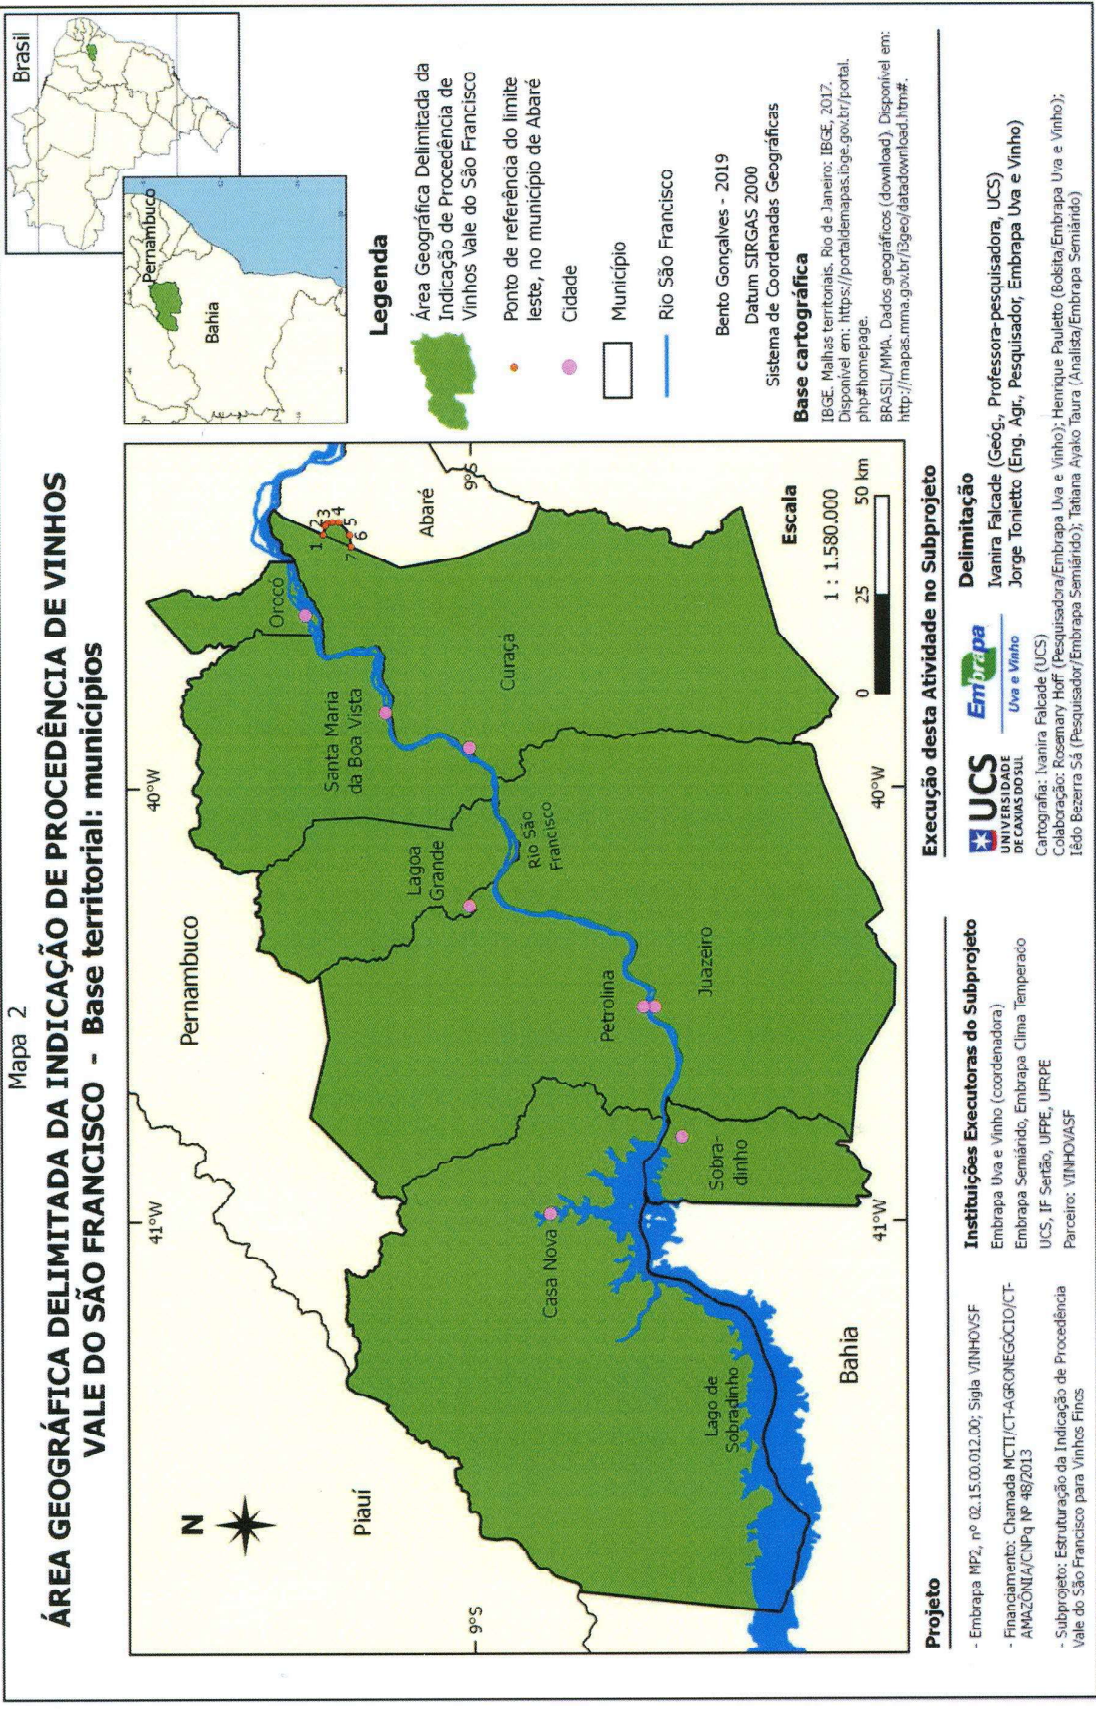 Mapa 2
ÁREA GEOGRÁFICA DELIMITADA DA INDICAÇÃO DE PROCEDÊNCIA DE VINHOS
VALE DO SÃO FRANCISCO - Base territorial: municípios
Brasil
Pernambuco
Bahia
41°W
40°W
N
Piauí
Pernambuco
Orocó
Santa Maria
da Boa Vista
Lagoa
Grande
1
2
3
4
5
6
7
Abaré
9°S
9°S
Curaça
Rio São
Francisco
Petrolina
Juazeiro
Casa Nova
Sobra-
dinho
Lago de
Sobradinho
Bahia
41°W
40°W
Escala
1 : 1.580.000
0
25
50 km
Legenda
Área Geográfica Delimitada da
Indicação de Procedência de
Vinhos Vale do São Francisco
Ponto de referência do limite
leste, no município de Abaré
Cidade
Município
Rio São Francisco
Bento Gonçalves - 2019
Datum SIRGAS 2000
Sistema de Coordenadas Geográficas
Base cartográfica
IBGE. Malhas territoriais. Rio de Janeiro: IBGE, 2017.
Disponível em: https://portaldemapas.ibge.gov.br/portal.
php#homepage.
BRASIL/MMA. Dados geográficos (download). Disponível em:
http://mapas.mma.gov.br/i3geo/datadownload.htm#.
Projeto
- Embrapa MP2, nº 02.15.00.012.00; Sigla VINHOVSF
- Financiamento: Chamada MCTI/CT-AGRONEGÓCIO/CT-
AMAZÔNIA/CNPq Nº 48/2013
- Subprojeto: Estruturação da Indicação de Procedência
Vale do São Francisco para Vinhos Finos
Instituições Executoras do Subprojeto
Embrapa Uva e Vinho (coordenadora)
Embrapa Semiárido, Embrapa Clima Temperado
UCS, IF Sertão, UFPE, UFRPE
Parceiro: VINHOVASF
Execução desta Atividade no Subprojeto
UCS
UNIVERSIDADE
DE CAXIAS DO SUL
Embrapa
Uva e Vinho
Delimitação
Ivanira Falcade (Geóg., Professora-pesquisadora, UCS)
Jorge Tonietto (Eng. Agr., Pesquisador, Embrapa Uva e Vinho)
Cartografia: Ivanira Falcade (UCS)
Colaboração: Rosemary Hoff (Pesquisadora/Embrapa Uva e Vinho); Henrique Pauletto (Bolsita/Embrapa Uva e Vinho);
Iêdo Bezerra Sá (Pesquisador/Embrapa Semiárido); Tatiana Ayako Taura (Analista/Embrapa Semiárido)